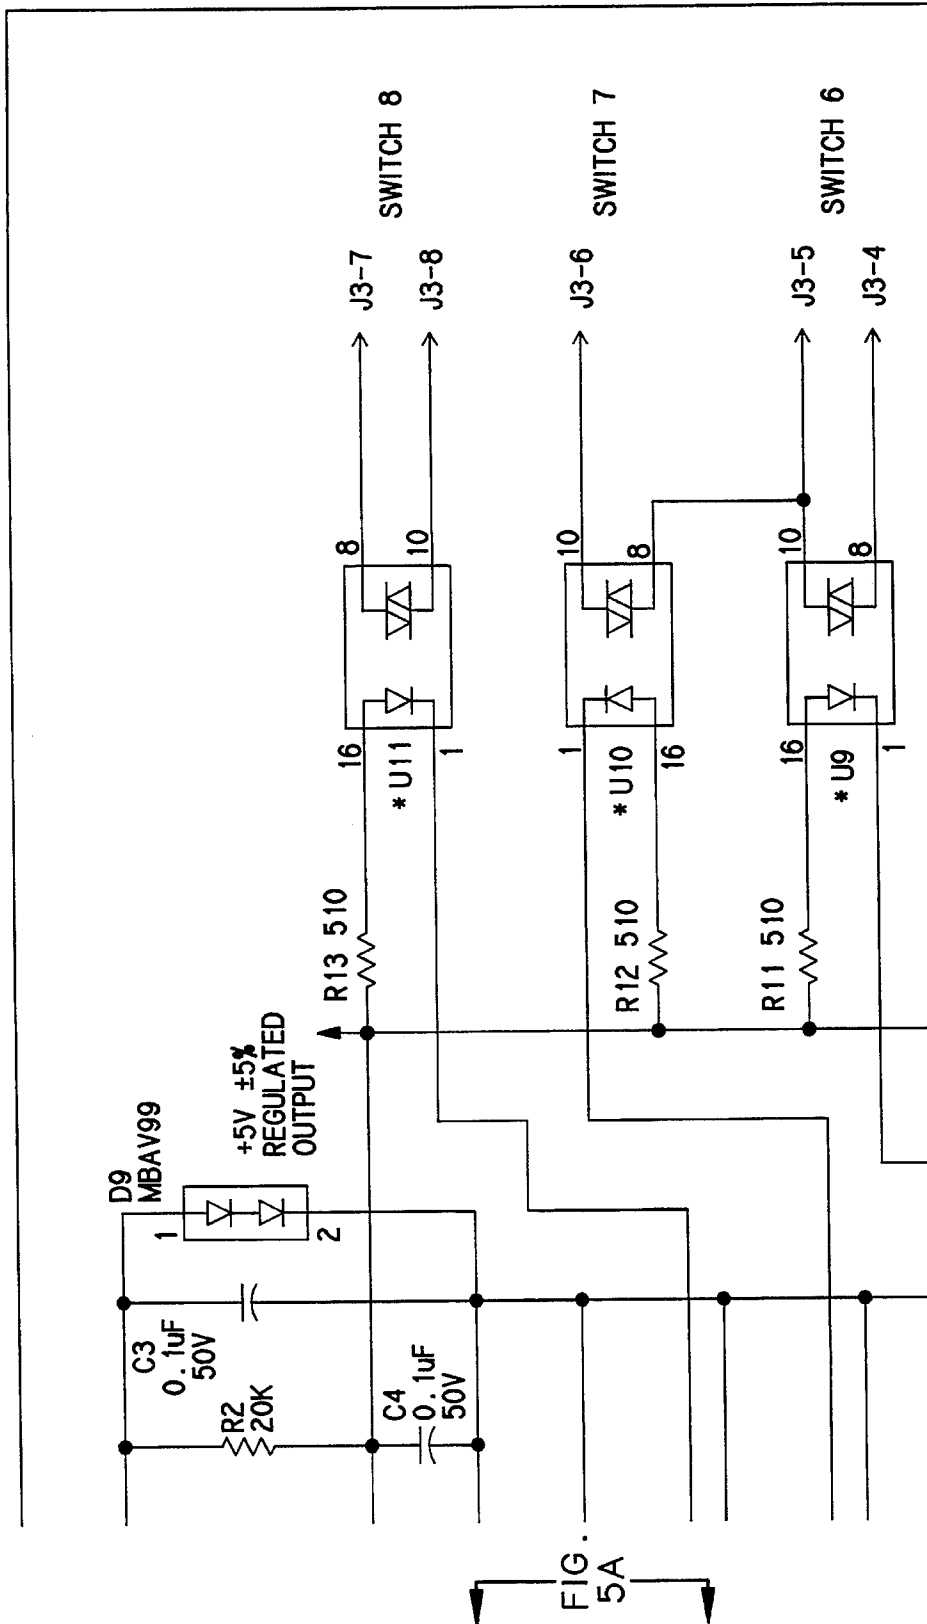 SWITCH 8
J3-7
J3-8
8
10
16
1
*U11
R13 510
SWITCH 7
J3-6
10
8
1
16
*U10
R12 510
SWITCH 6
J3-5
J3-4
10
8
16
1
*U9
R11 510
+5V ±5%
REGULATED
OUTPUT
D9
MBAV99
1
2
C3
0.1uF
50V
R2
20K
C4
0.1uF
50V
FIG.
5A